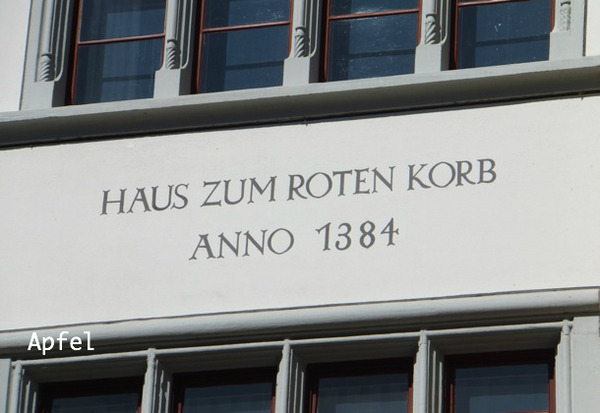 HAUS ZUM ROTEN KORB
ANNO 1384
Apfel